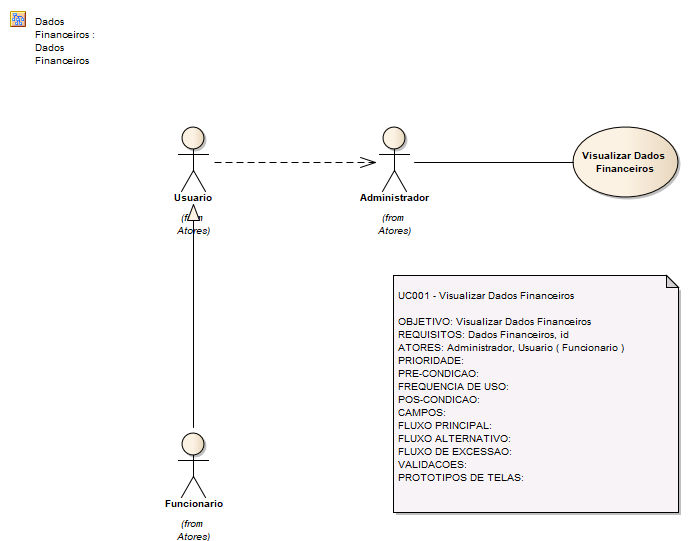 Dados
Financeiros :
Dados
Financeiros
Usuario
(from
Atores)
Administrador
(from
Atores)
Visualizar Dados
Financeiros
UC001 - Visualizar Dados Financeiros
OBJETIVO: Visualizar Dados Financeiros
REQUISITOS: Dados Financeiros, id
ATORES: Administrador, Usuario ( Funcionario )
PRIORIDADE:
PRE-CONDICAO:
FREQUENCIA DE USO:
POS-CONDICAO:
CAMPOS:
FLUXO PRINCIPAL:
FLUXO ALTERNATIVO:
FLUXO DE EXCESSAO:
VALIDACOES:
PROTOTIPOS DE TELAS:
Funcionario
(from
Atores)